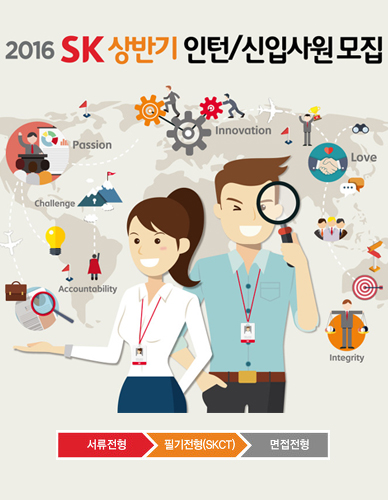 2016 SK 상반기 인턴/신입사원 모집
Passion
Innovation
Love
Challenge
Accountability
Integrity
서류전형
필기전형(SKCT)
면접전형